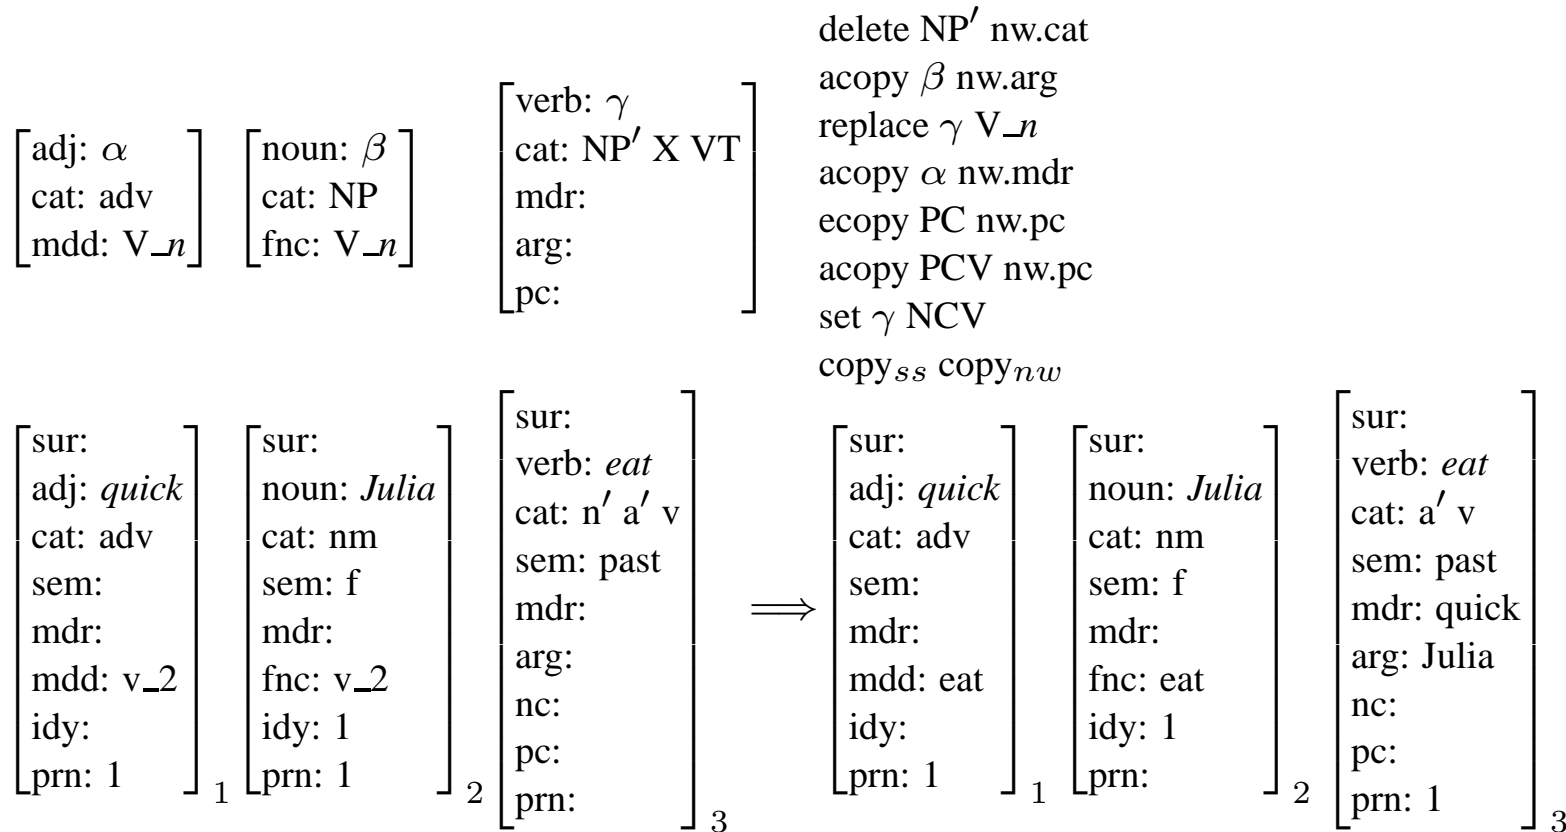 delete NP′ nw.cat
acopy β nw.arg
replace γ V_n
acopy α nw.mdr
ecopy PC nw.pc
acopy PCV nw.pc
set γ NCV
copy_ss copy_nw
adj: α
cat: adv
mdd: V_n
noun: β
cat: NP
fnc: V_n
verb: γ
cat: NP′ X VT
mdr:
arg:
pc:
sur:
adj: quick
cat: adv
sem:
mdr:
mdd: v_2
idy:
prn: 1
1
sur:
noun: Julia
cat: nm
sem: f
mdr:
fnc: v_2
idy: 1
prn: 1
2
sur:
verb: eat
cat: n′ a′ v
sem: past
mdr:
arg:
nc:
pc:
prn:
3
⟹
sur:
adj: quick
cat: adv
sem:
mdr:
mdd: eat
idy:
prn: 1
1
sur:
noun: Julia
cat: nm
sem: f
mdr:
fnc: eat
idy: 1
prn:
2
sur:
verb: eat
cat: a′ v
sem: past
mdr: quick
arg: Julia
nc:
pc:
prn: 1
3